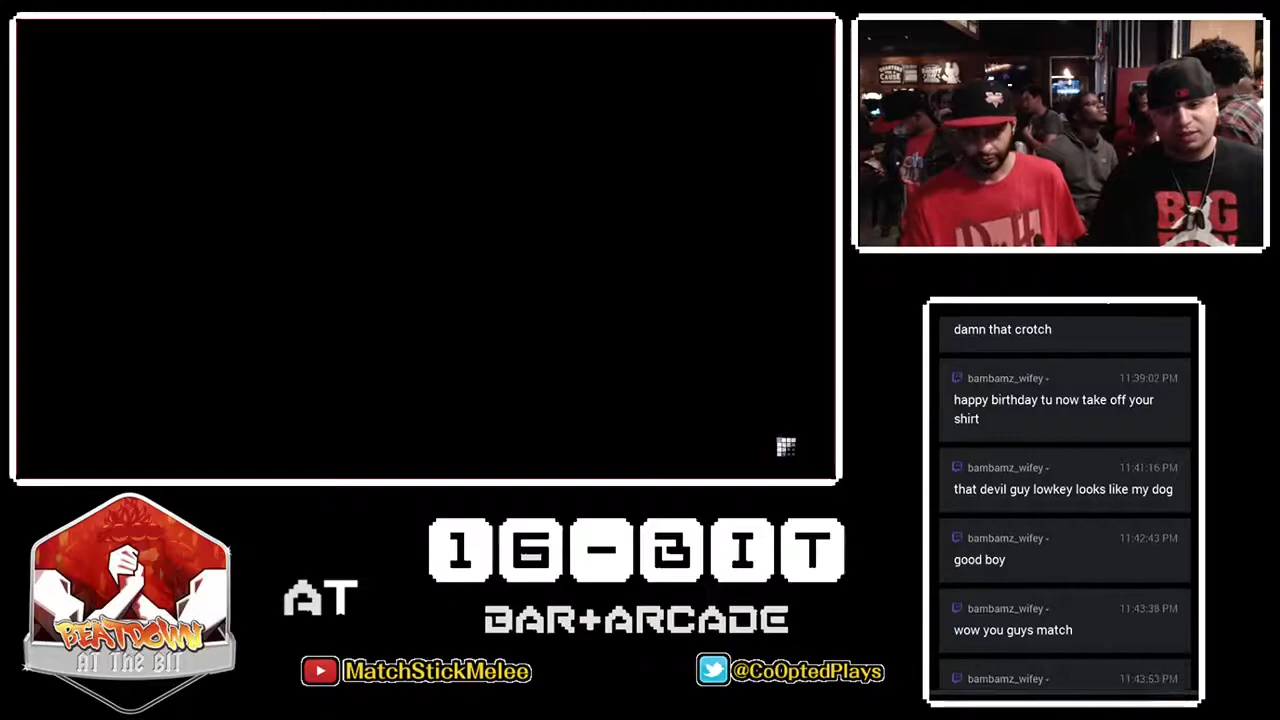 BIG
damn that crotch
bambamz_wifey-
11:39:02 PM
happy birthday tu now take off your
shirt
bambamz_wifey-
11:41:16 PM
that devil guy lowkey looks like my dog
bambamz_wifey-
11:42:43 PM
good boy
bambamz_wifey-
11:43:38 PM
wow you guys match
bambamz_wifey-
11:43:53 PM
BEATDOWN
AT THE BIT
AT
16-BIT
BAR+ARCADE
MatchStickMelee
@CoOptedPlays